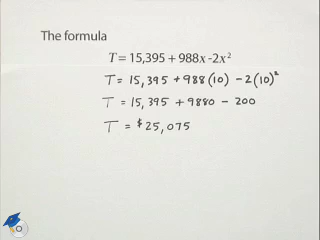 The formula
T = 15,395 + 988x -2x²
T = 15,395 + 988(10) - 2(10)²
T = 15,395 + 9880 - 200
T = $25,075